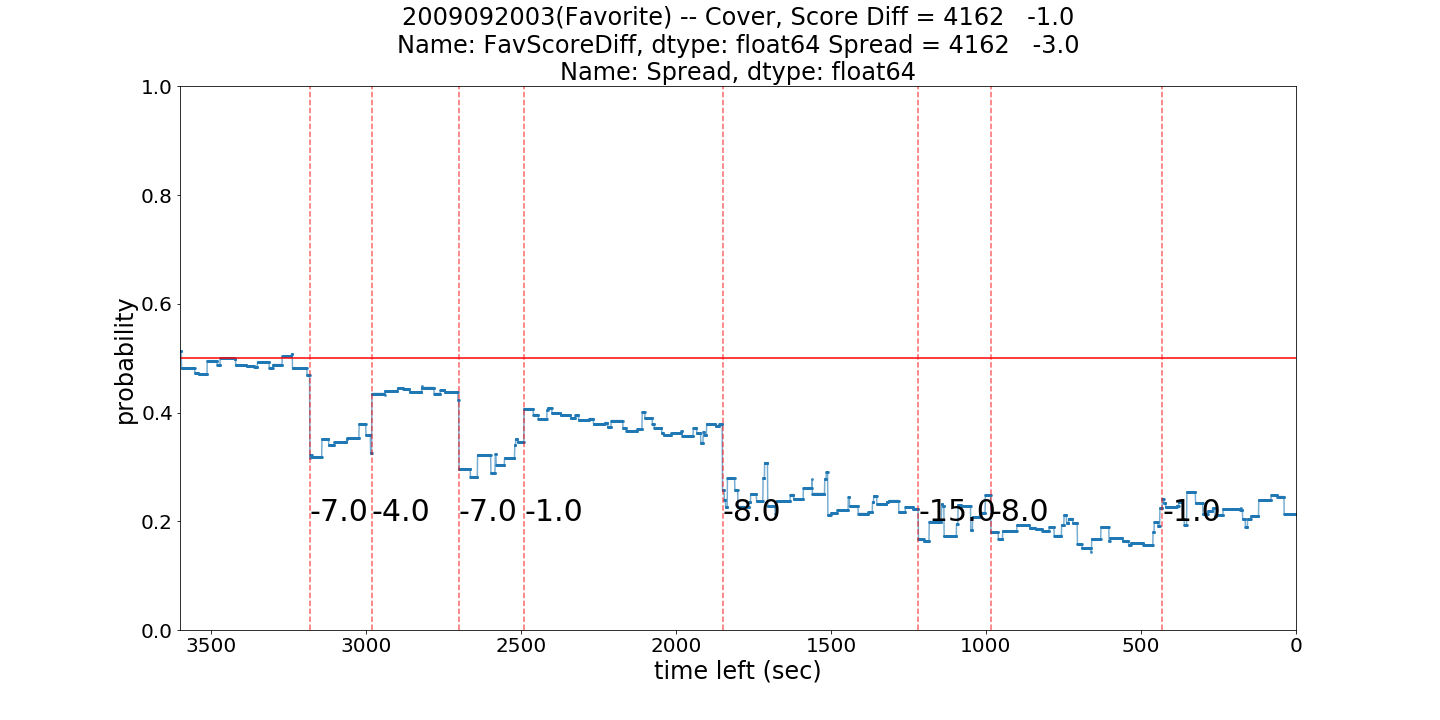 2009092003(Favorite) -- Cover, Score Diff = 4162   -1.0
Name: FavScoreDiff, dtype: float64 Spread = 4162   -3.0
Name: Spread, dtype: float64
1.0
0.8
0.6
0.4
0.2
0.0
probability
-7.0 -4.0 -7.0 -1.0 -8.0 -15.0 -8.0 -1.0
3500 3000 2500 2000 1500 1000 500 0
time left (sec)